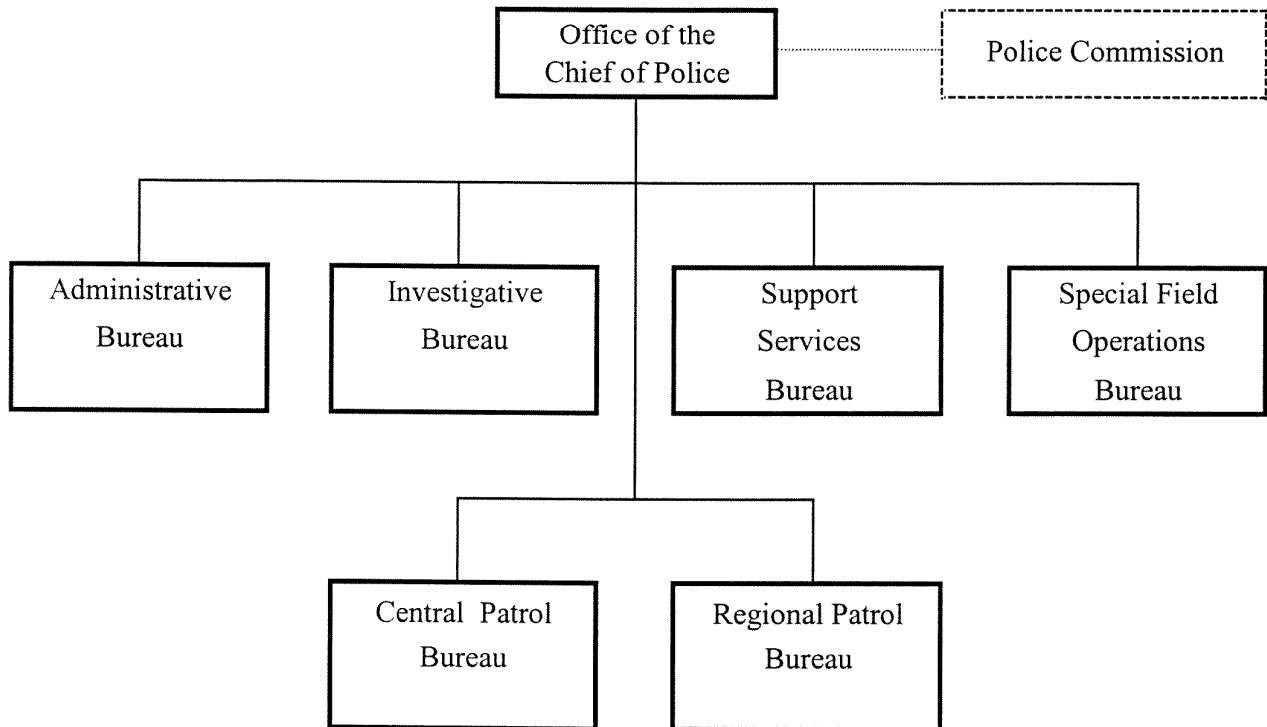 Office of the
Chief of Police
Police Commission
Administrative
Bureau
Investigative
Bureau
Support
Services
Bureau
Special Field
Operations
Bureau
Central Patrol
Bureau
Regional Patrol
Bureau